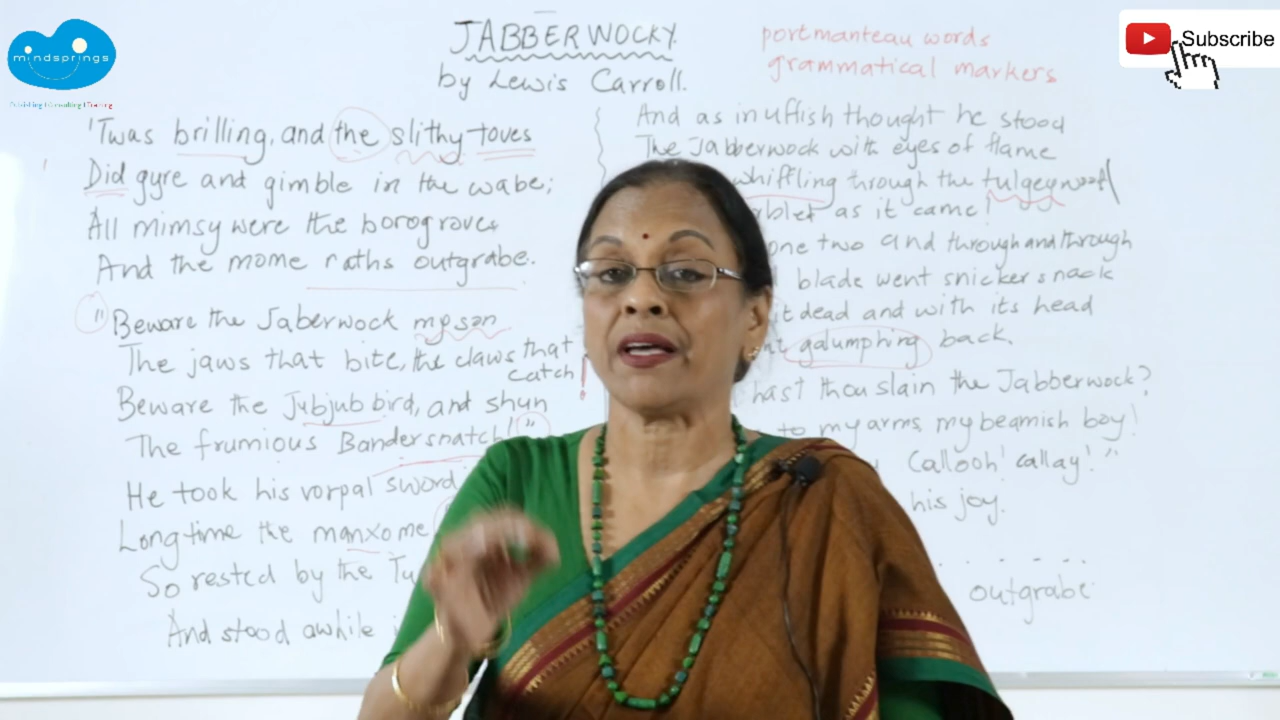 mindsprings
Subscribe
JABBERWOCKY
by Lewis Carroll.
portmanteau words
grammatical markers
'Twas brilling, and the slithy toves
Did gyre and gimble in the wabe;
All mimsy were the borogroves
And the mome raths outgrabe.
"Beware the Jaberwock my son
The jaws that bite, the claws that
catch!
Beware the Jubjub bird, and shun
The frumious Bandersnatch!"
He took his vorpal sword
Long time the manxome
So rested by the Tu
And stood awhile
And as in uffish thought he stood
The Jabberwock with eyes of flame
whiffling through the tulgey wood
as it came!
one two and through and through
blade went snicker snack
it dead and with its head
galumphing back.
hast thou slain the Jabberwock?
to my arms, my beamish boy!
Callooh! callay!"
his joy.
. . . . . .
outgrabe